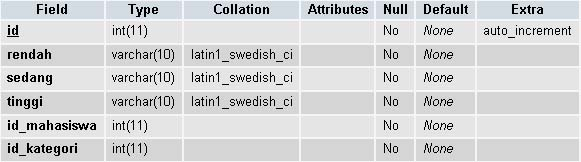 Field Type Collation Attributes Null Default Extra
id int(11) No None auto_increment
rendah varchar(10) latin1_swedish_ci No None
sedang varchar(10) latin1_swedish_ci No None
tinggi varchar(10) latin1_swedish_ci No None
id_mahasiswa int(11) No None
id_kategori int(11) No None